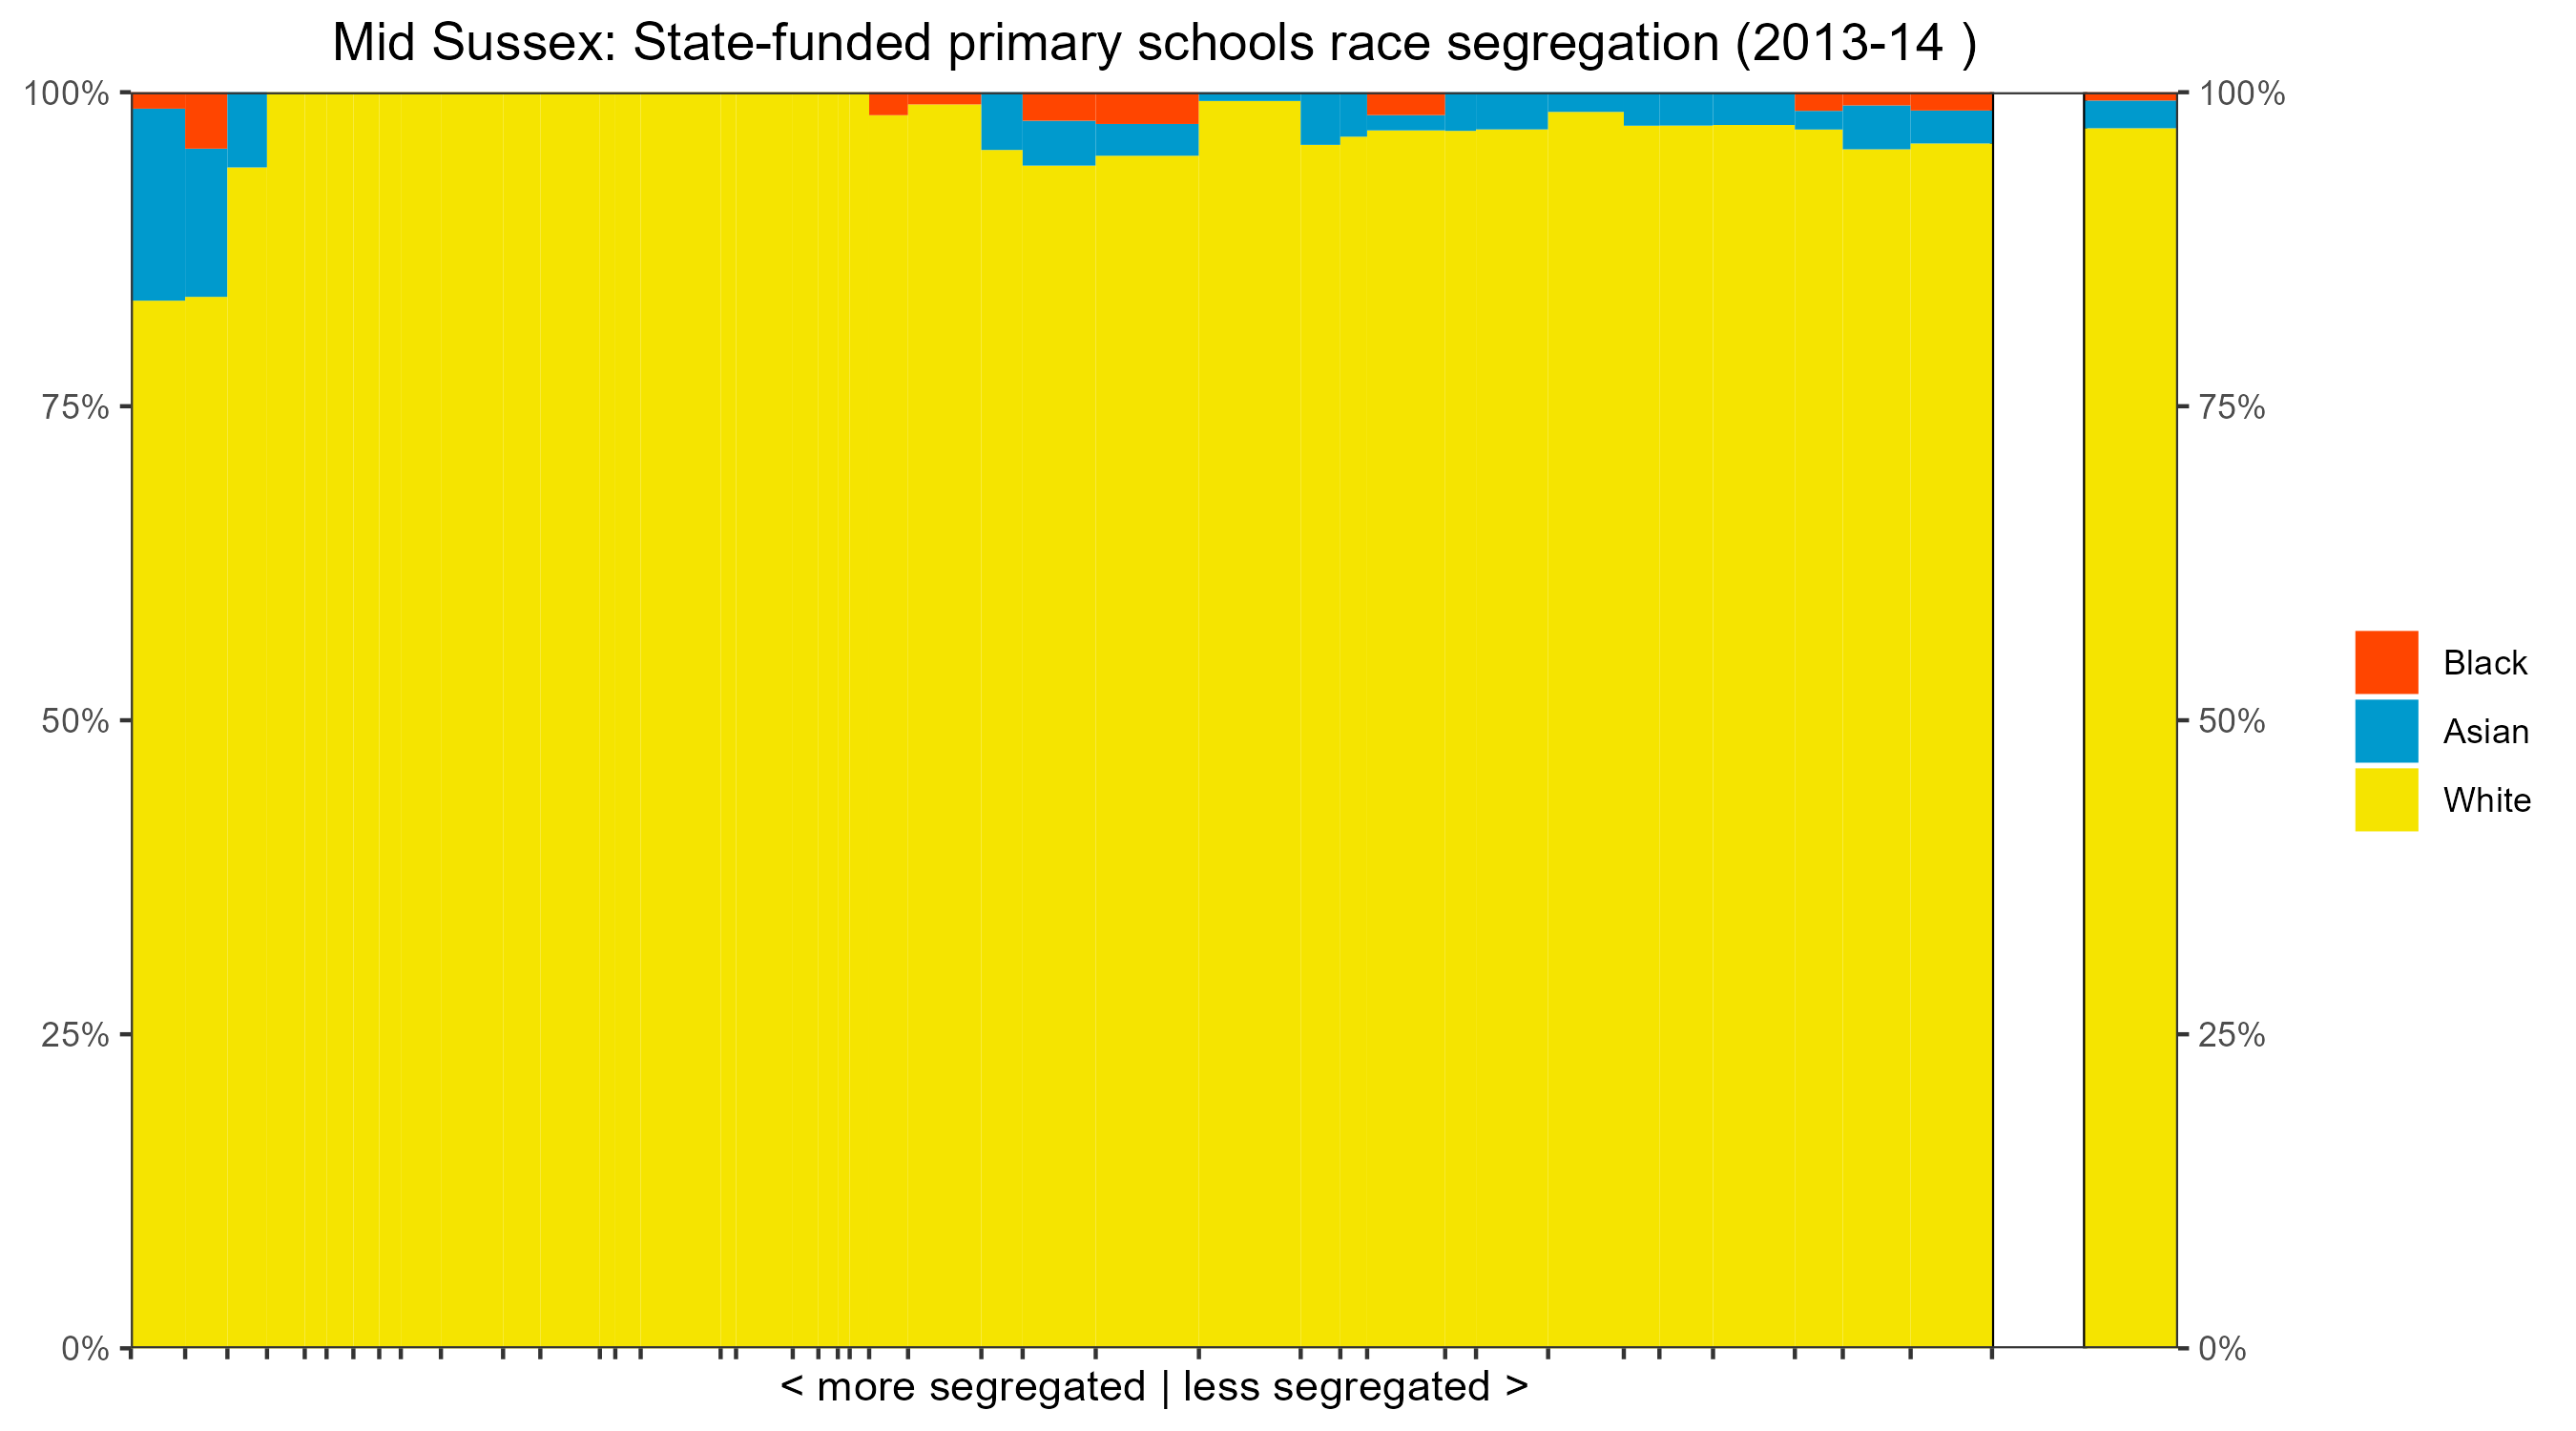 Mid Sussex: State-funded primary schools race segregation (2013-14 )
100%
75%
50%
25%
0%
100%
75%
50%
25%
0%
Black
Asian
White
< more segregated | less segregated >